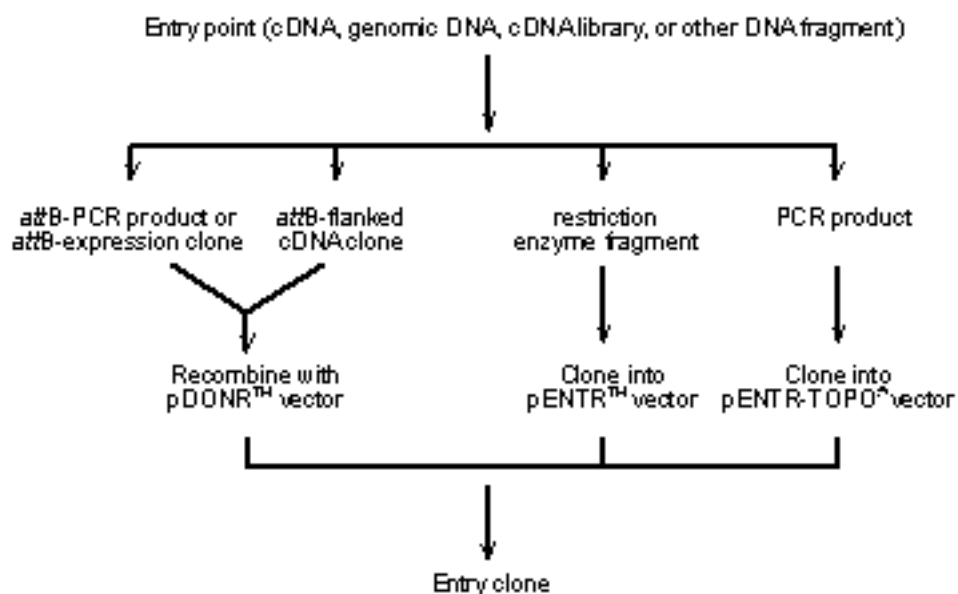 Entry point (cDNA, genomic DNA, cDNA library, or other DNA fragment)
attB-PCR product or
attB-expression clone
attB-flanked
cDNA clone
restriction
enzyme fragment
PCR product
Recombine with
pDONR™ vector
Clone into
pENTR™ vector
Clone into
pENTR-TOPO® vector
Entry clone